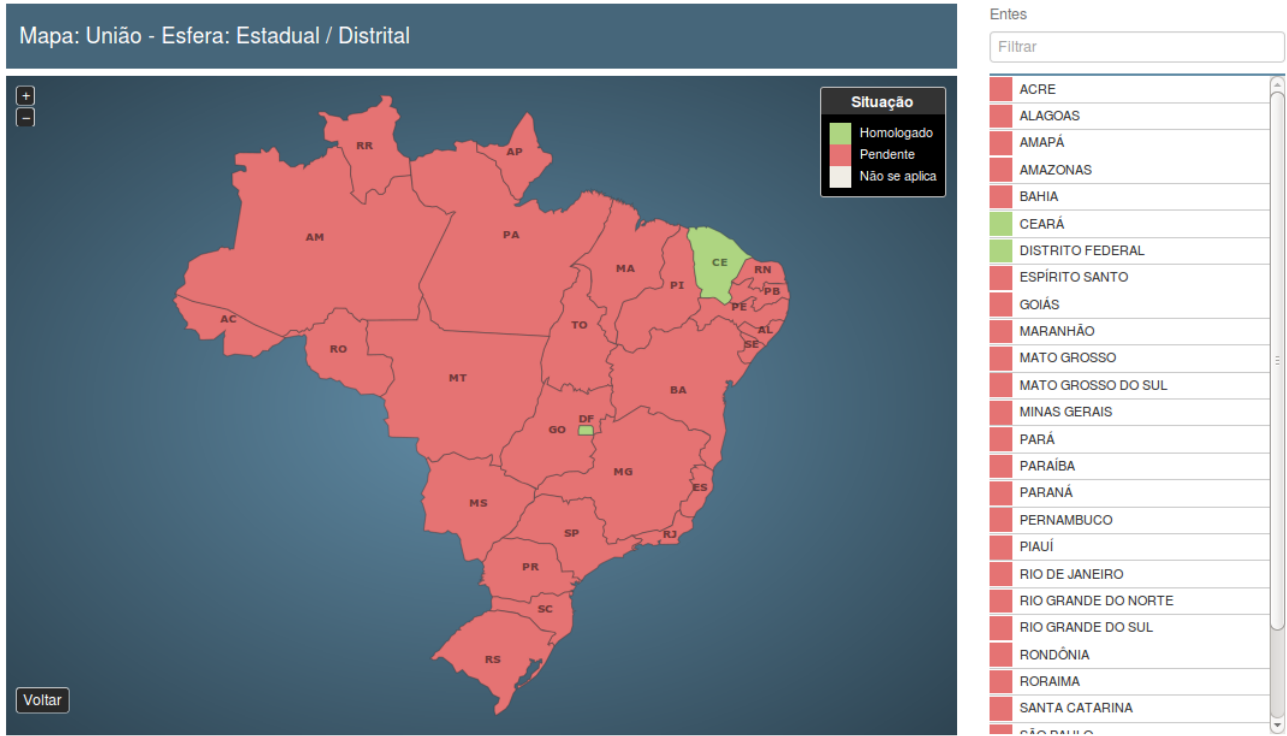 Mapa: União - Esfera: Estadual / Distrital
+
−
Situação
Homologado
Pendente
Não se aplica
RR
AP
AM
PA
MA
CE
RN
PI
PB
PE
AC
TO
AL
RO
SE
MT
BA
DF
GO
MG
ES
MS
SP
RJ
PR
SC
RS
Voltar
Entes
Filtrar
ACRE
ALAGOAS
AMAPÁ
AMAZONAS
BAHIA
CEARÁ
DISTRITO FEDERAL
ESPÍRITO SANTO
GOIÁS
MARANHÃO
MATO GROSSO
MATO GROSSO DO SUL
MINAS GERAIS
PARÁ
PARAÍBA
PARANÁ
PERNAMBUCO
PIAUÍ
RIO DE JANEIRO
RIO GRANDE DO NORTE
RIO GRANDE DO SUL
RONDÔNIA
RORAIMA
SANTA CATARINA
SÃO PAULO